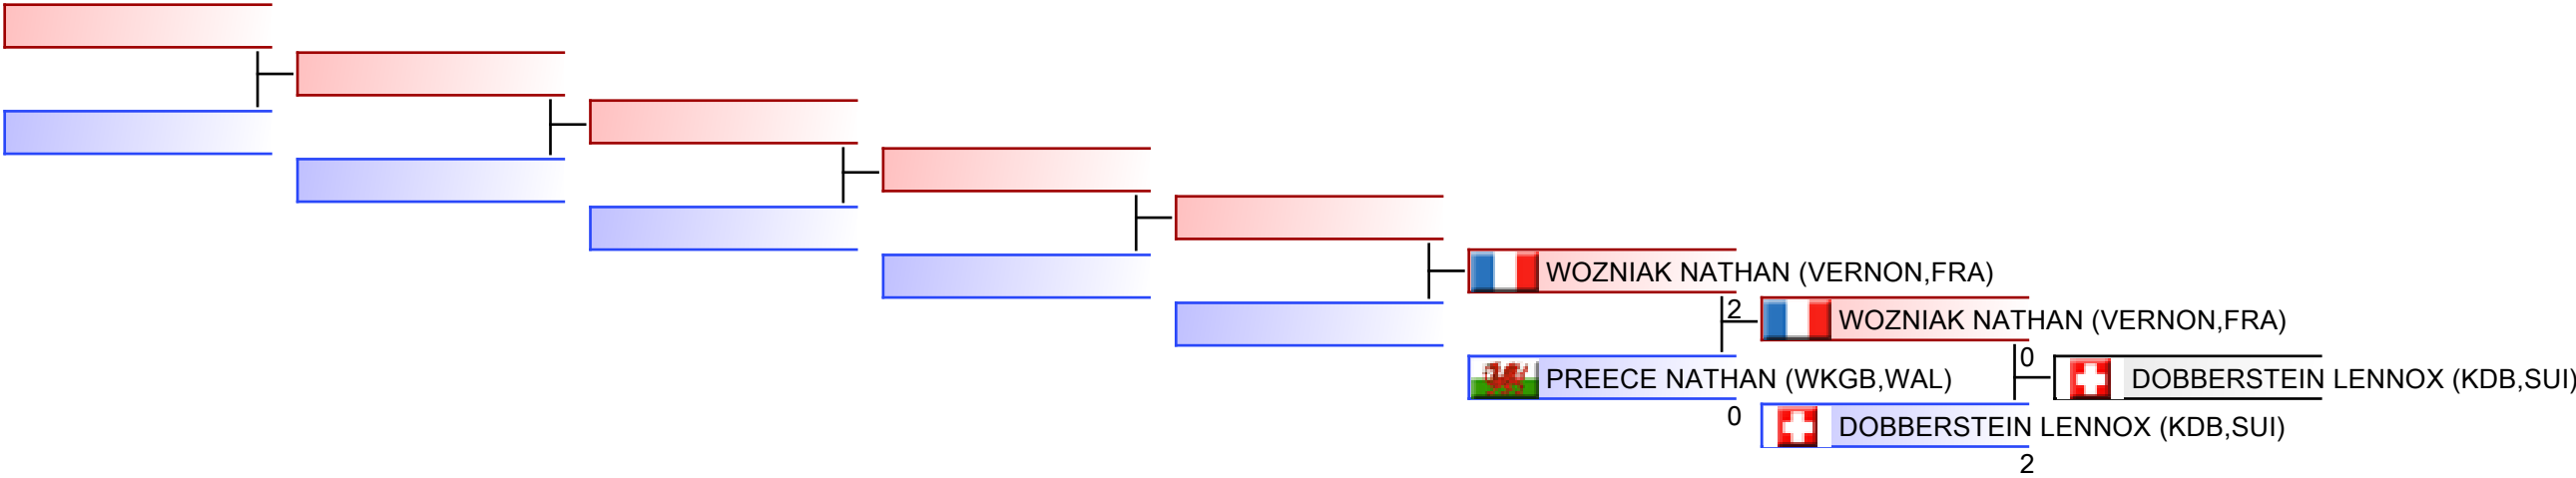 WOZNIAK NATHAN (VERNON,FRA)
2
WOZNIAK NATHAN (VERNON,FRA)
0
PREECE NATHAN (WKGB,WAL)
DOBBERSTEIN LENNOX (KDB,SUI)
0
DOBBERSTEIN LENNOX (KDB,SUI)
2